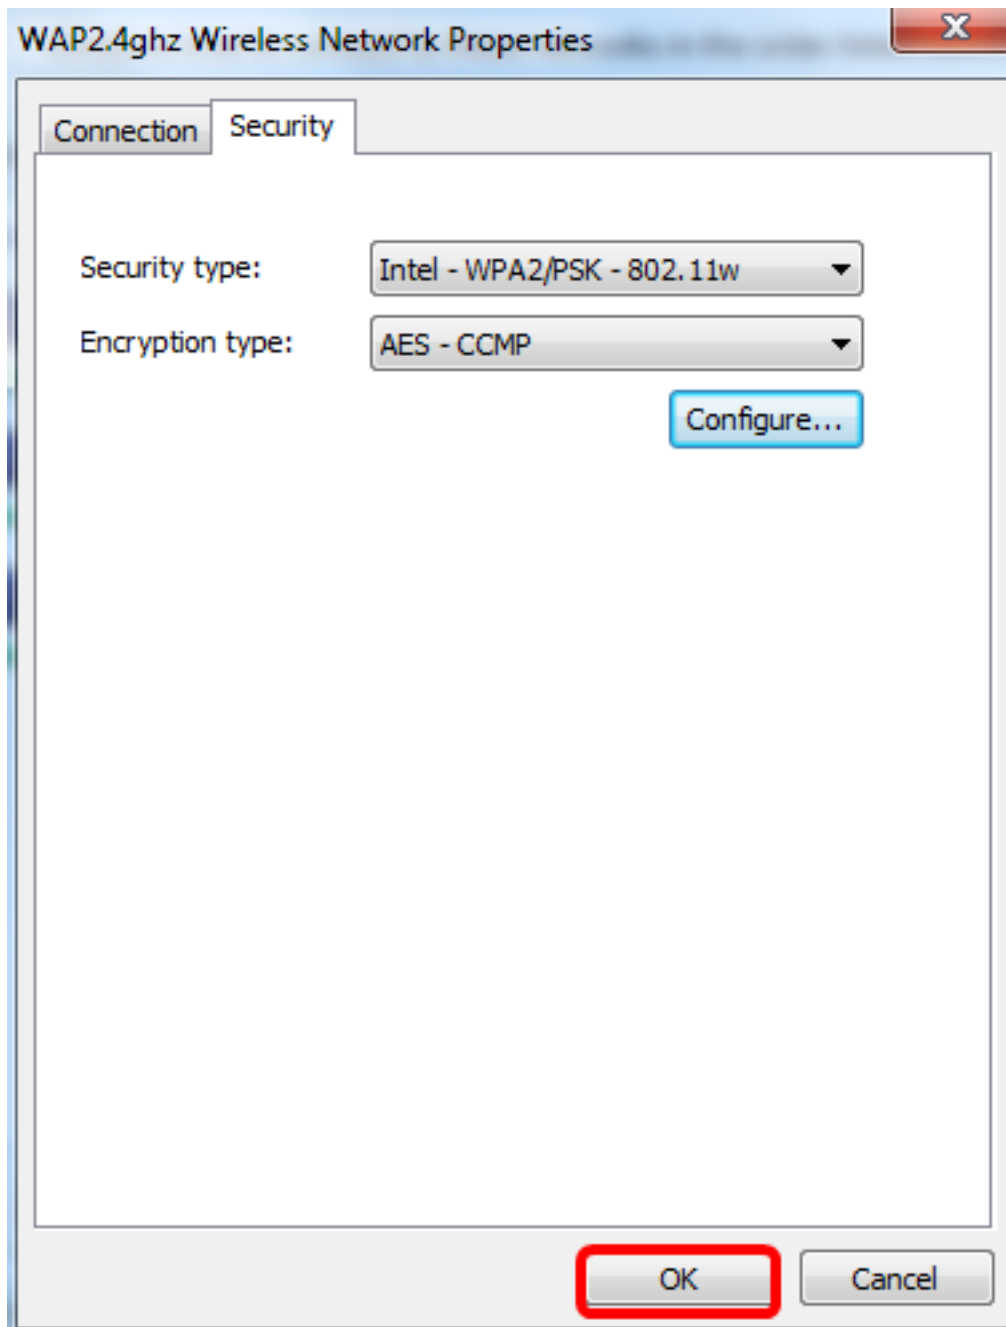 WAP2.4ghz Wireless Network Properties
Connection Security
Security type: Intel - WPA2/PSK - 802.11w
Encryption type: AES - CCMP
Configure...
OK Cancel